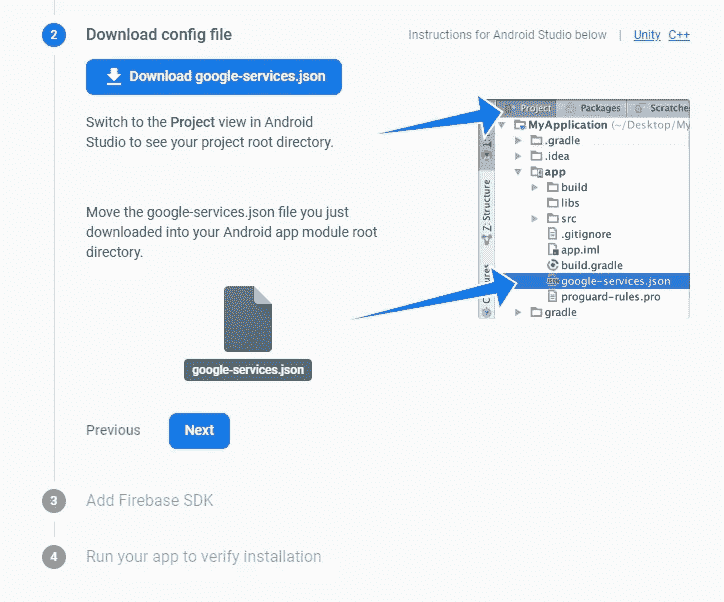 2
Download config file
Instructions for Android Studio below | Unity C++
Download google-services.json
Switch to the Project view in Android
Studio to see your project root directory.
Move the google-services.json file you just
downloaded into your Android app module root
directory.
google-services.json
Project Packages Scratche
MyApplication (~/Desktop/My
.gradle
.idea
app
build
libs
src
.gitignore
app.iml
build.gradle
google-services.json
proguard-rules.pro
gradle
Z: Structure
Previous
Next
3
Add Firebase SDK
4
Run your app to verify installation